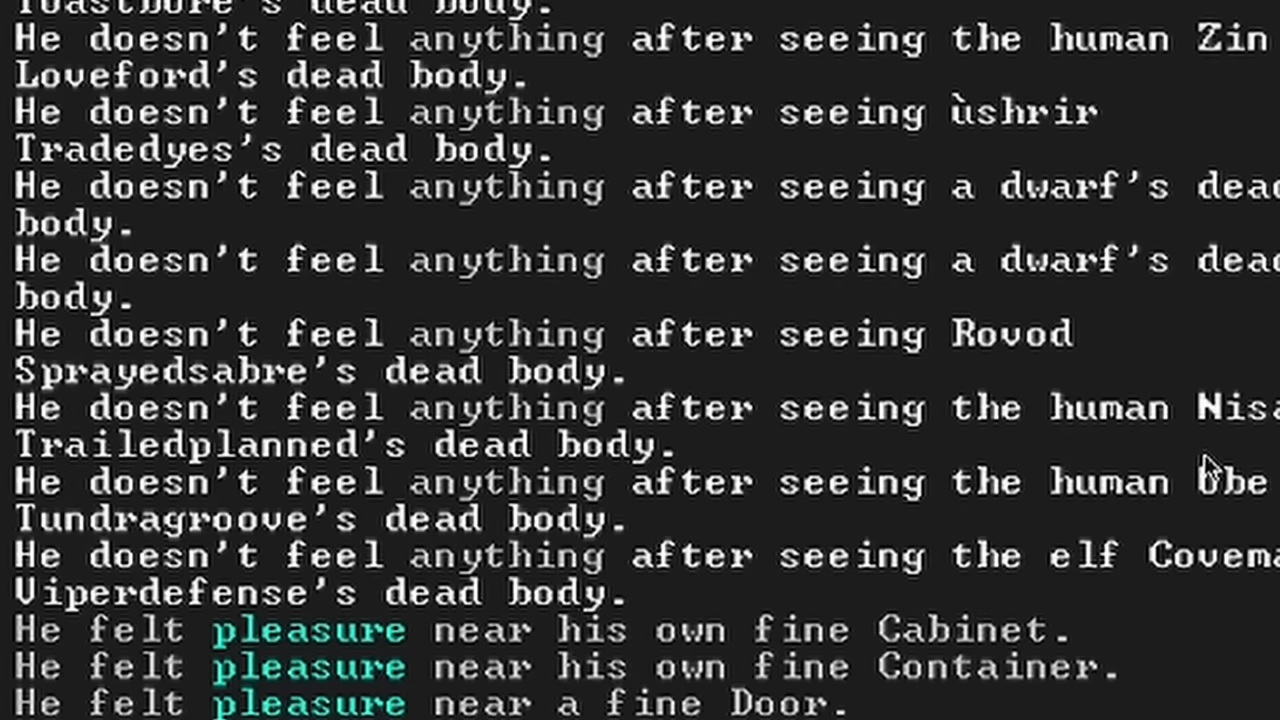 Toastbore's dead body.
He doesn't feel anything after seeing the human Zin
Loveford's dead body.
He doesn't feel anything after seeing ùshrir
Tradedyes's dead body.
He doesn't feel anything after seeing a dwarf's dead
body.
He doesn't feel anything after seeing a dwarf's dead
body.
He doesn't feel anything after seeing Rovod
Sprayedsabre's dead body.
He doesn't feel anything after seeing the human
Trailedplanned's dead body.
He doesn't feel anything after seeing the human
Tundragroove's dead body.
He doesn't feel anything after seeing the elf
Viperdefense's dead body.
He felt pleasure near his own fine Cabinet.
He felt pleasure near his own fine Container.
He felt pleasure near a fine Door.